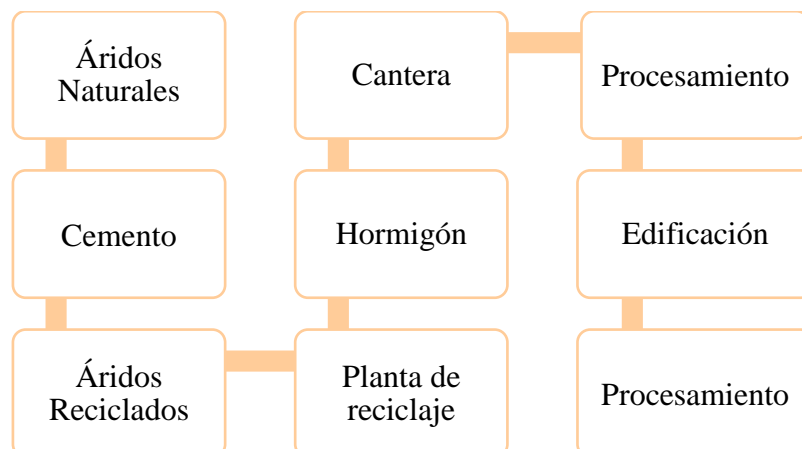 Áridos
Naturales
Cantera
Procesamiento
Cemento
Hormigón
Edificación
Áridos
Reciclados
Planta de
reciclaje
Procesamiento